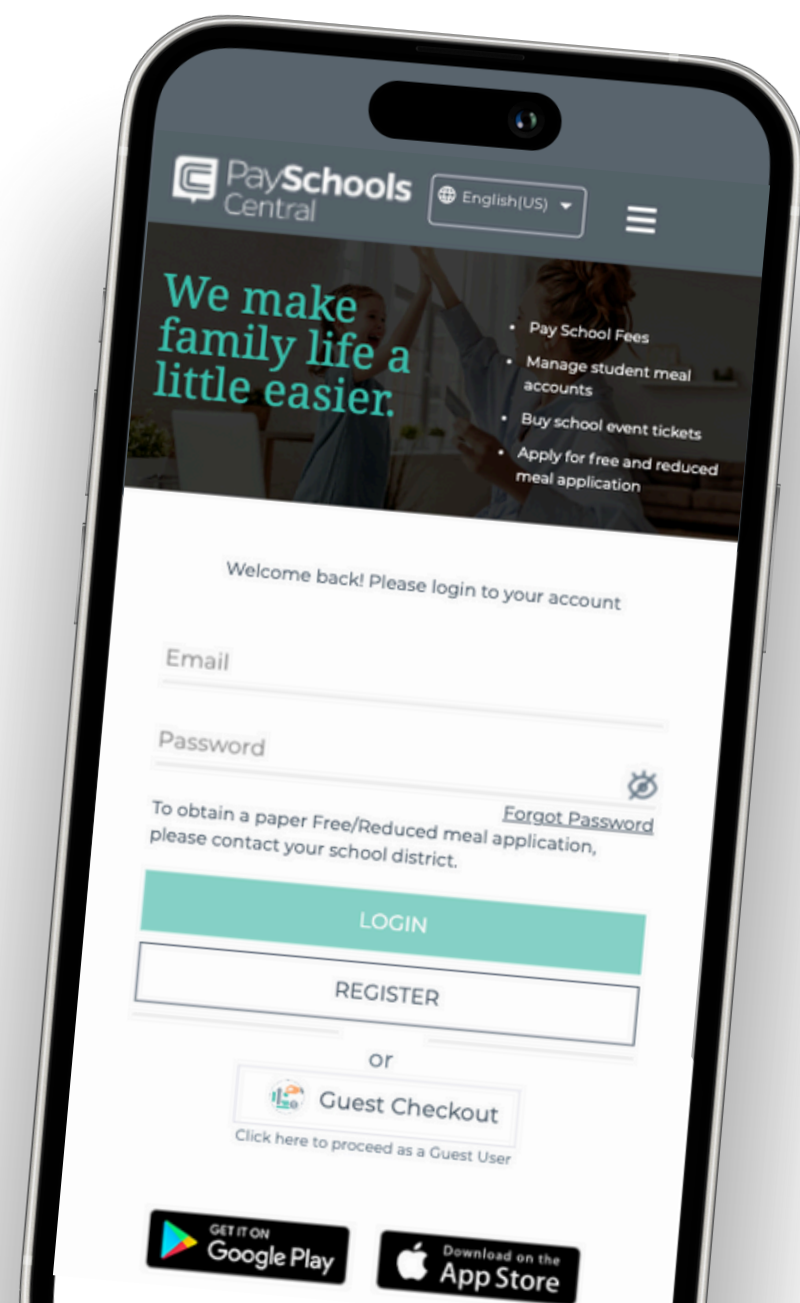 PaySchools
Central
English(US)
We make
family life a
little easier.
• Pay School Fees
• Manage student meal
accounts
• Buy school event tickets
• Apply for free and reduced
meal application
Welcome back! Please login to your account
Email
Password
Forgot Password
To obtain a paper Free/Reduced meal application,
please contact your school district.
LOGIN
REGISTER
or
Guest Checkout
Click here to proceed as a Guest User
GET IT ON
Google Play
Download on the
App Store